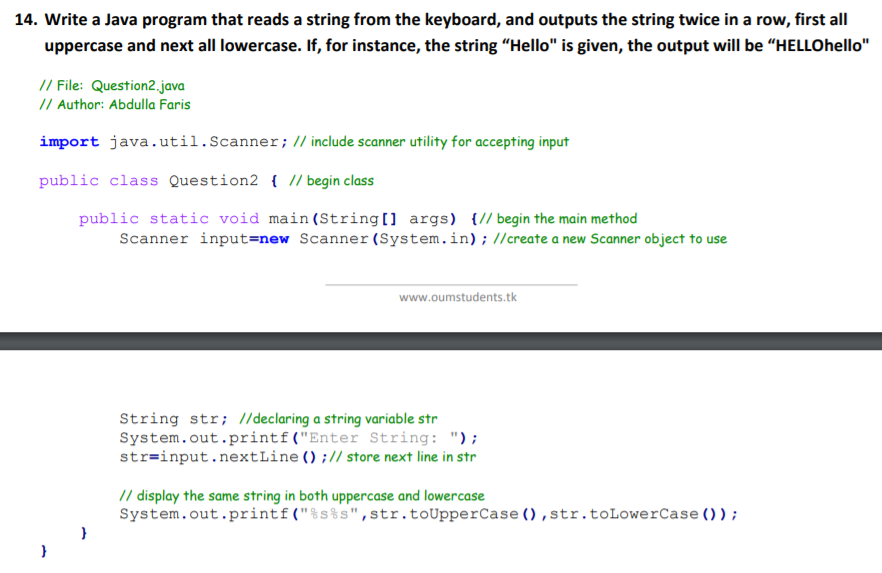 14. Write a Java program that reads a string from the keyboard, and outputs the string twice in a row, first all
uppercase and next all lowercase. If, for instance, the string “Hello" is given, the output will be “HELLOhello"
// File: Question2.java
// Author: Abdulla Faris
import java.util.Scanner; // include scanner utility for accepting input
public class Question2 { // begin class
public static void main(String[] args) {// begin the main method
Scanner input=new Scanner(System.in); //create a new Scanner object to use
www.oumstudents.tk
String str; //declaring a string variable str
System.out.printf("Enter String: ");
str=input.nextLine();// store next line in str
// display the same string in both uppercase and lowercase
System.out.printf("%s%s",str.toUpperCase(),str.toLowerCase());
}
}